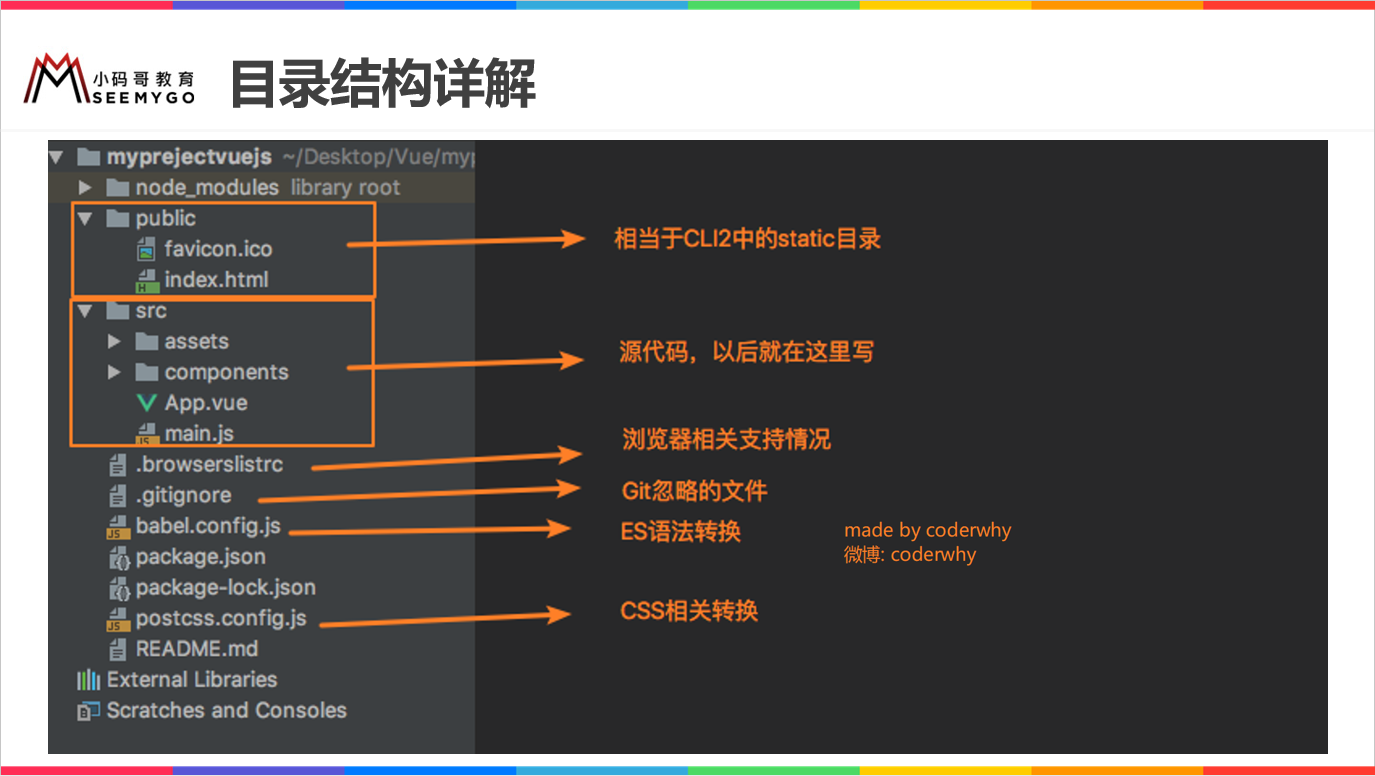 小码哥教育
SEEMYGO
目录结构详解
myprejectvuejs ~/Desktop/Vue/myp
node_modules library root
public
favicon.ico
index.html
相当于CLI2中的static目录
src
assets
components
App.vue
main.js
源代码，以后就在这里写
.browserslistrc
浏览器相关支持情况
.gitignore
Git忽略的文件
babel.config.js
ES语法转换
made by coderwhy
微博: coderwhy
package.json
package-lock.json
postcss.config.js
CSS相关转换
README.md
External Libraries
Scratches and Consoles